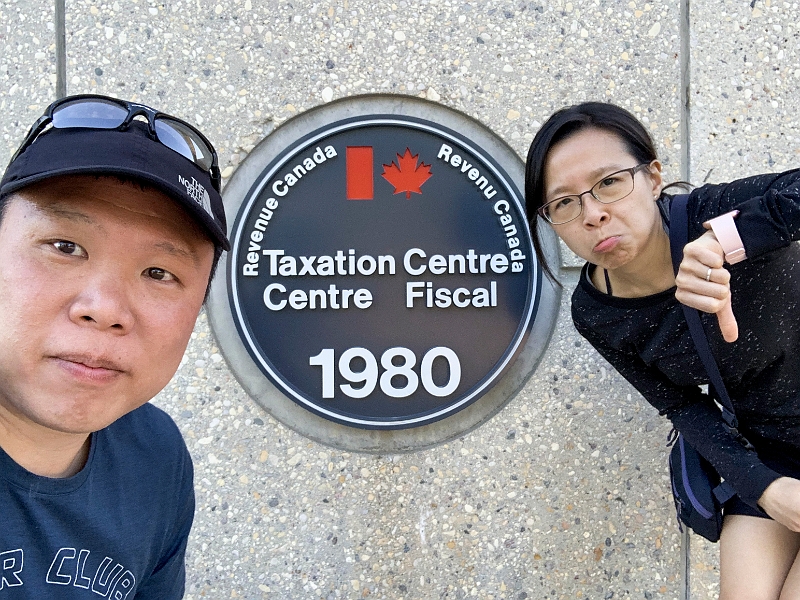 Revenue Canada
Revenu Canada
Taxation Centre
Centre Fiscal
1980
THE
NORTH
FACE
R CLUB